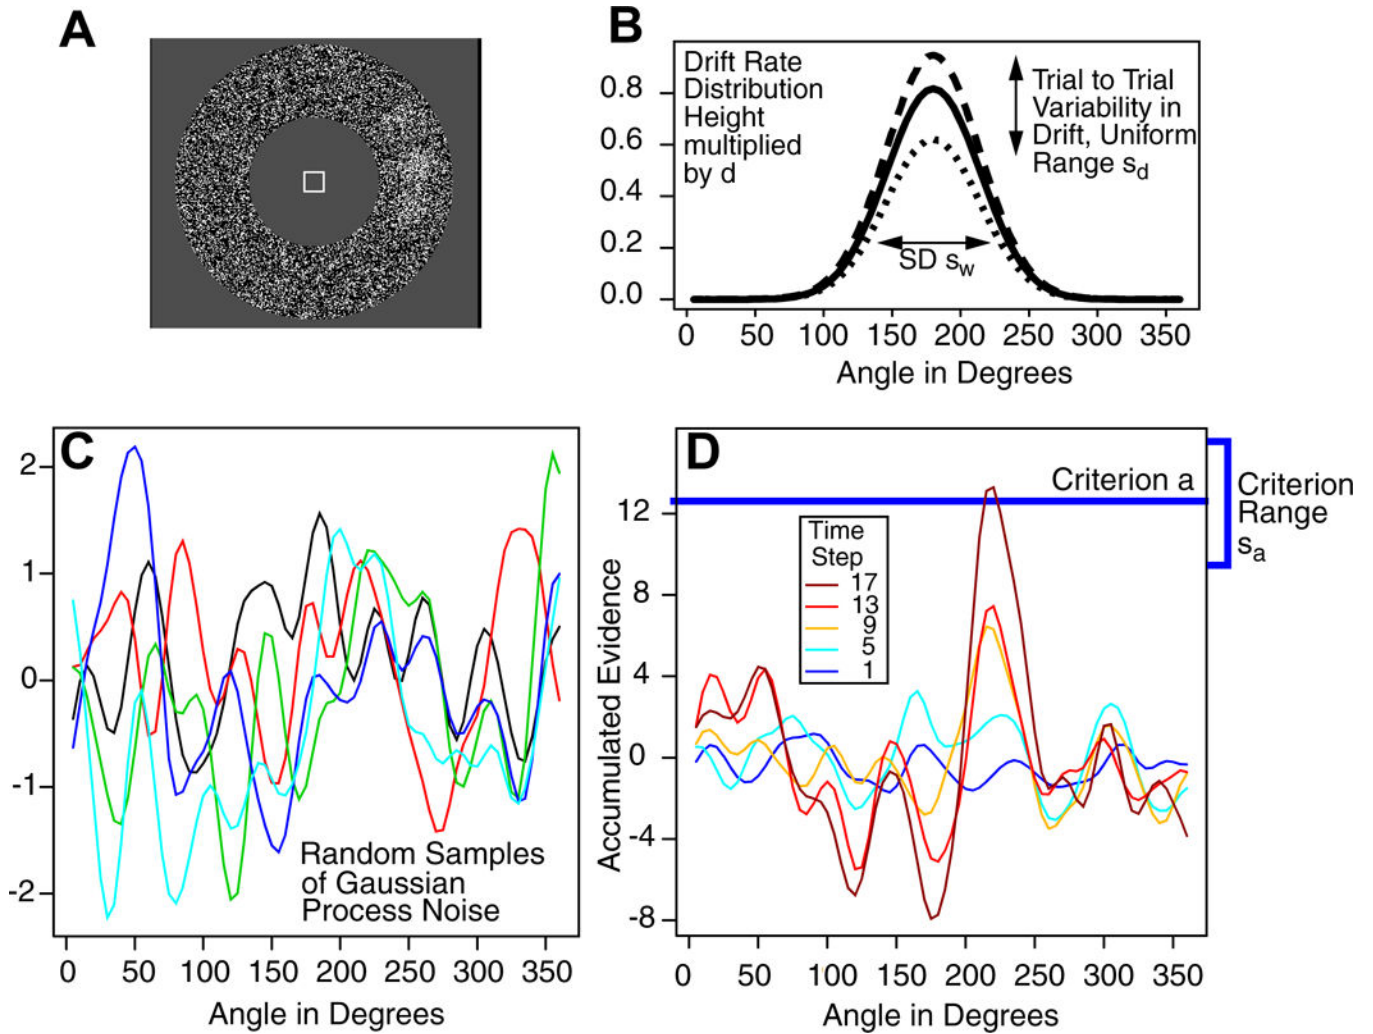 A
B
Drift Rate
Distribution
Height
multiplied
by d
Trial to Trial
Variability in
Drift, Uniform
Range sd
SD sw
0.8
0.6
0.4
0.2
0.0
0 50 100 150 200 250 300 350
Angle in Degrees
C
2
1
0
-1
-2
Random Samples
of Gaussian
Process Noise
0 50 100 150 200 250 300 350
Angle in Degrees
D
Criterion a
Criterion
Range
sa
Time
Step
17
13
9
5
1
Accumulated Evidence
12
8
4
0
-4
-8
0 50 100 150 200 250 300 350
Angle in Degrees